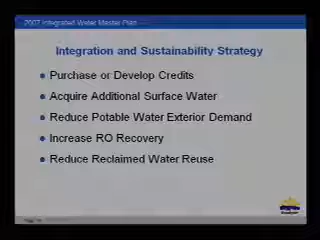 2007 Integrated Water Master Plan
Integration and Sustainability Strategy
Purchase or Develop Credits
Acquire Additional Surface Water
Reduce Potable Water Exterior Demand
Increase RO Recovery
Reduce Reclaimed Water Reuse